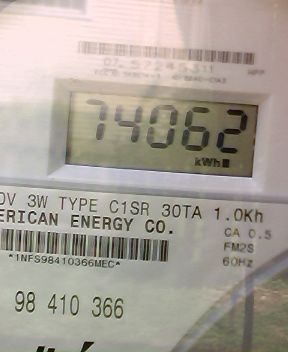 74062
kWh
0V 3W TYPE C1SR 30TA 1.0Kh
ERICAN ENERGY CO.
CA 0.5
FM2S
60Hz
*1NFS98410366MEC*
98 410 366